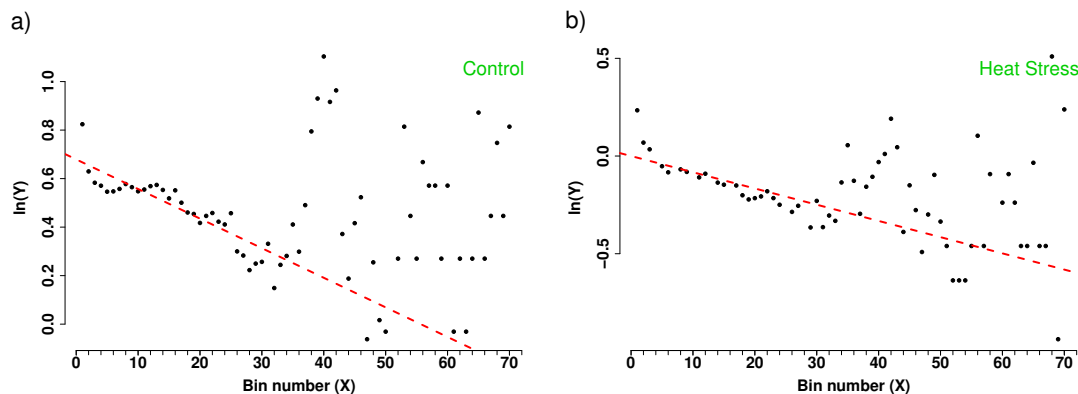 a)
Control
ln(Y)
0.0 0.2 0.4 0.6 0.8 1.0
0 10 20 30 40 50 60 70
Bin number (X)
b)
Heat Stress
ln(Y)
−0.5 0.0 0.5
0 10 20 30 40 50 60 70
Bin number (X)